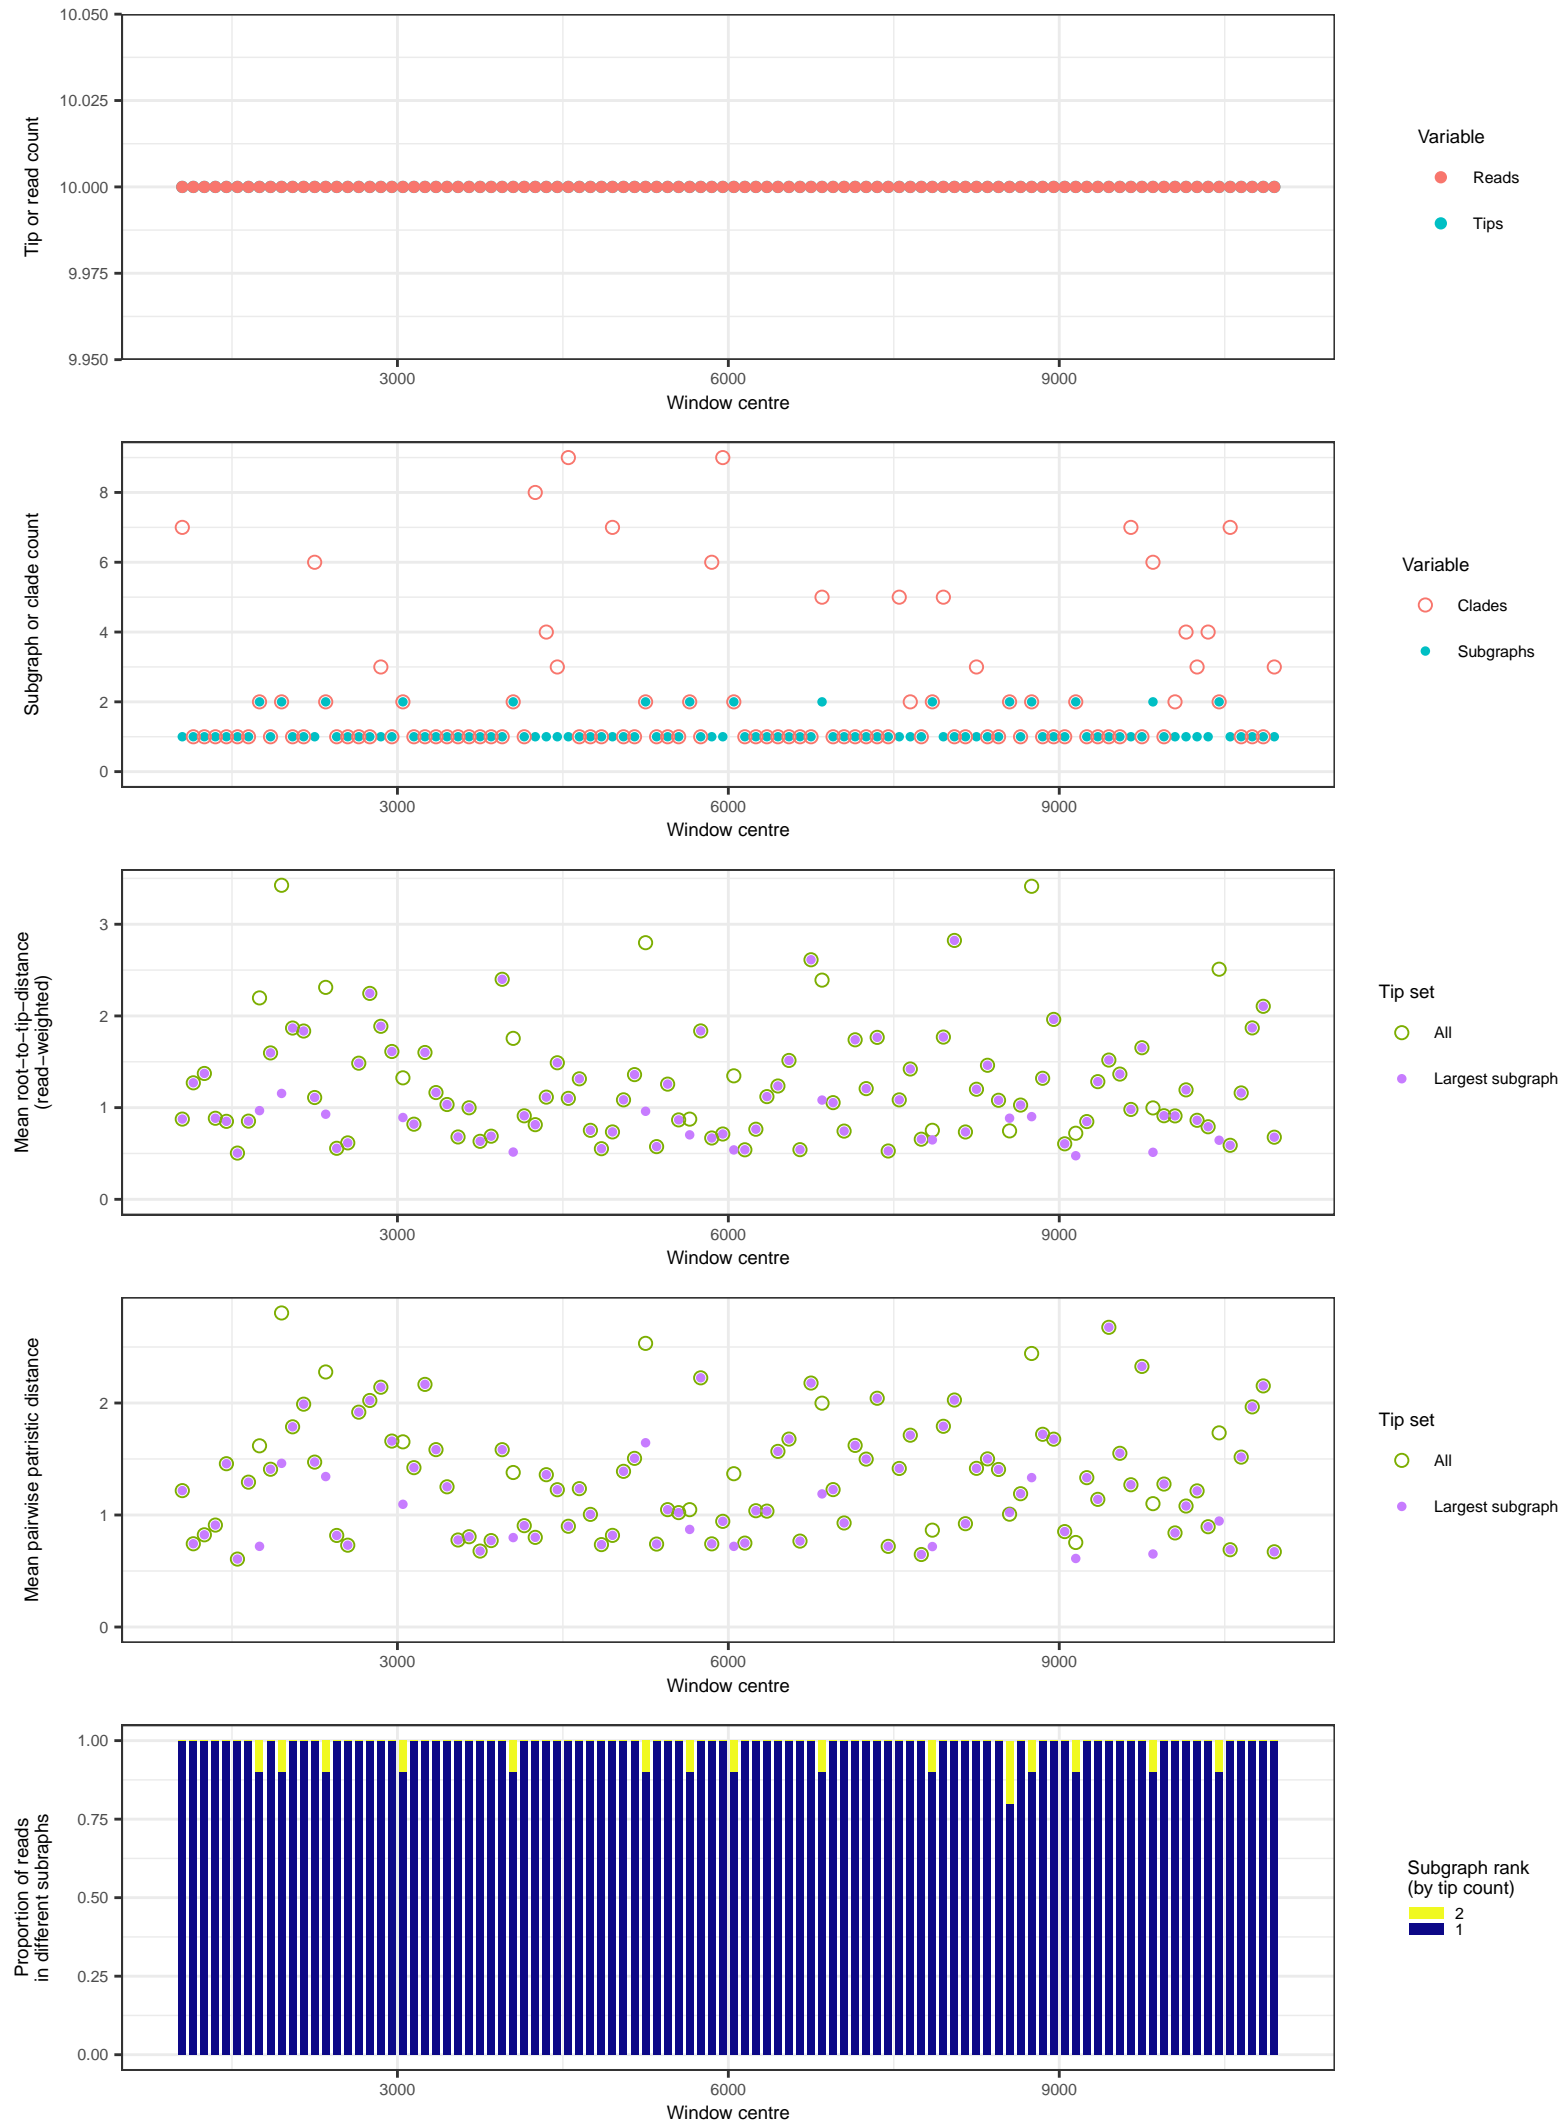 10.050
10.025
10.000
9.975
9.950
Tip or read count
3000 6000 9000
Window centre
Variable
Reads
Tips
8
6
4
2
0
Subgraph or clade count
3000 6000 9000
Window centre
Variable
Clades
Subgraphs
3
2
1
0
Mean root−to−tip−distance
(read−weighted)
3000 6000 9000
Window centre
Tip set
All
Largest subgraph
2
1
0
Mean pairwise patristic distance
3000 6000 9000
Window centre
Tip set
All
Largest subgraph
1.00
0.75
0.50
0.25
0.00
Proportion of reads
in different subraphs
3000 6000 9000
Window centre
Subgraph rank
(by tip count)
2
1